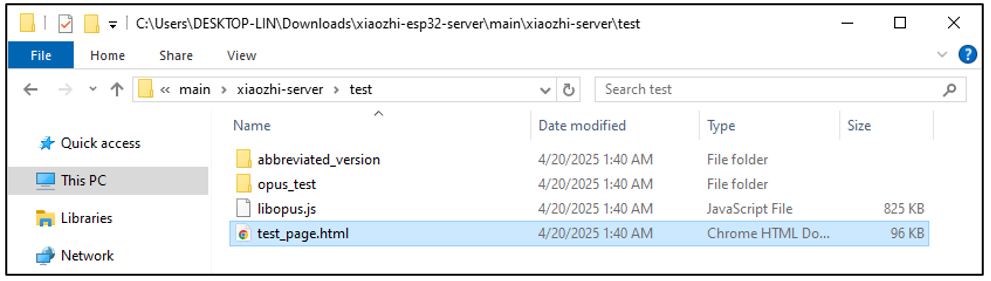 C:\Users\DESKTOP-LIN\Downloads\xiaozhi-esp32-server\main\xiaozhi-server\test
File Home Share View
« main › xiaozhi-server › test Search test
Name Date modified Type Size
Quick access
This PC
Libraries
Network
abbreviated_version 4/20/2025 1:40 AM File folder
opus_test 4/20/2025 1:40 AM File folder
libopus.js 4/20/2025 1:40 AM JavaScript File 825 KB
test_page.html 4/20/2025 1:40 AM Chrome HTML Do... 96 KB